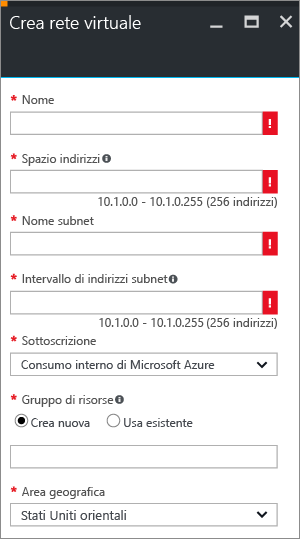 Crea rete virtuale
* Nome
* Spazio indirizzi
10.1.0.0 - 10.1.0.255 (256 indirizzi)
* Nome subnet
* Intervallo di indirizzi subnet
10.1.0.0 - 10.1.0.255 (256 indirizzi)
* Sottoscrizione
Consumo interno di Microsoft Azure
* Gruppo di risorse
Crea nuova Usa esistente
* Area geografica
Stati Uniti orientali